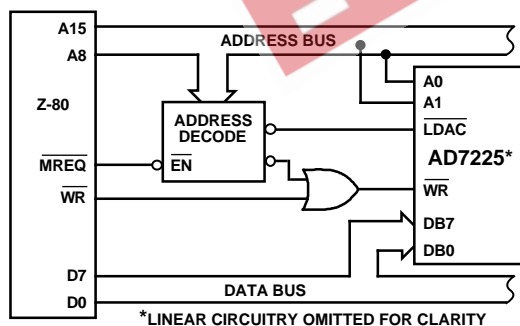 A15
A8
Z-80
MREQ
WR
D7
D0
ADDRESS BUS
ADDRESS
DECODE
EN
A0
A1
LDAC
AD7225*
WR
DB7
DB0
DATA BUS
*LINEAR CIRCUITRY OMITTED FOR CLARITY